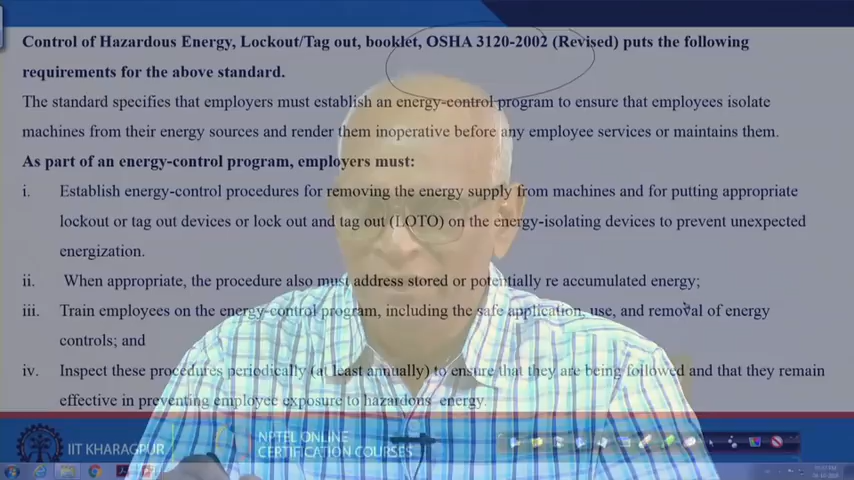 Control of Hazardous Energy, Lockout/Tag out, booklet, OSHA 3120-2002 (Revised) puts the following
requirements for the above standard.
The standard specifies that employers must establish an energy-control program to ensure that employees isolate
machines from their energy sources and render them inoperative before any employee services or maintains them.
As part of an energy-control program, employers must:
i. Establish energy-control procedures for removing the energy supply from machines and for putting appropriate
lockout or tag out devices or lock out and tag out (LOTO) on the energy-isolating devices to prevent unexpected
energization.
ii. When appropriate, the procedure also must address stored or potentially re accumulated energy;
iii. Train employees on the energy-control program, including the safe application, use, and removal of energy
controls; and
iv. Inspect these procedures periodically (at least annually) to ensure that they are being followed and that they remain
effective in preventing employee exposure to hazardous energy.
IIT KHARAGPUR
NPTEL ONLINE
CERTIFICATION COURSES